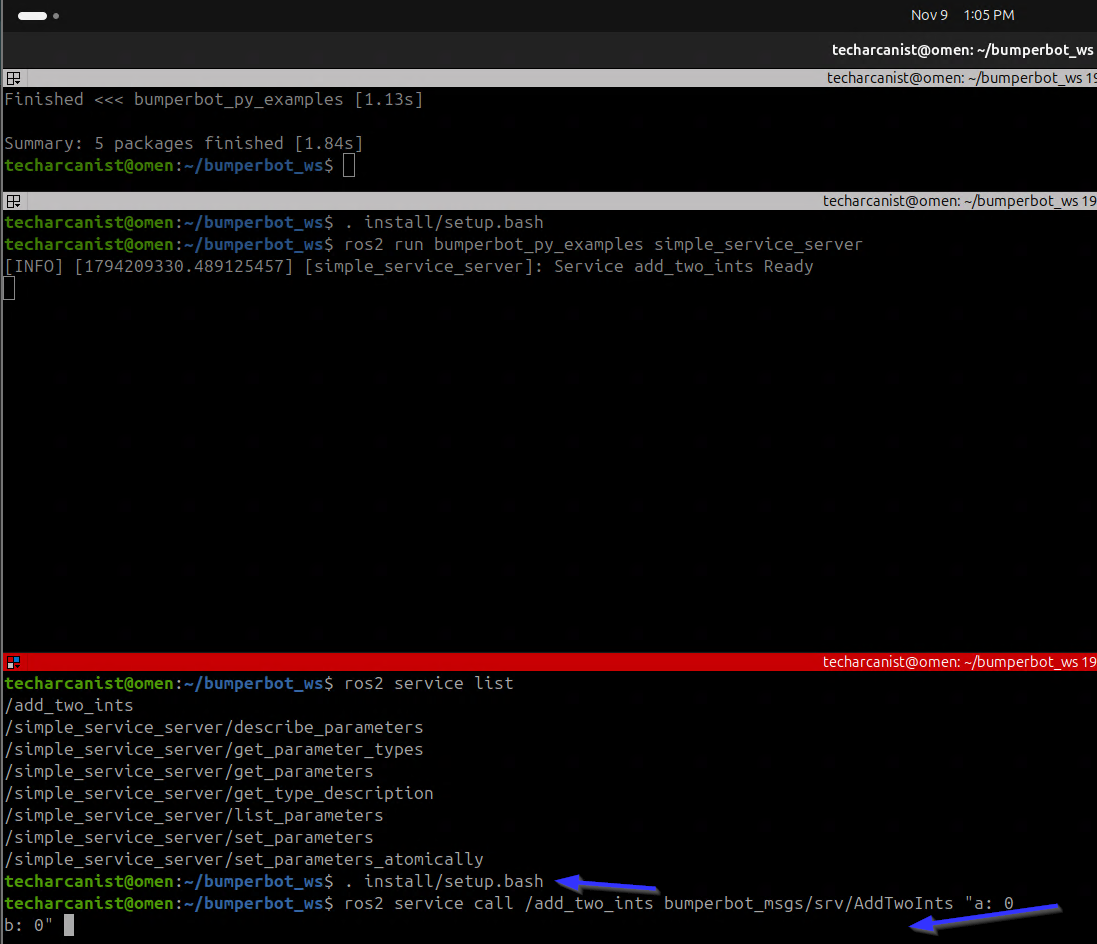 Nov 9 1:05 PM
techarcanist@omen: ~/bumperbot_ws
techarcanist@omen: ~/bumperbot_ws 19
Finished <<< bumperbot_py_examples [1.13s]
Summary: 5 packages finished [1.84s]
techarcanist@omen:~/bumperbot_ws$
techarcanist@omen: ~/bumperbot_ws 19
techarcanist@omen:~/bumperbot_ws$ . install/setup.bash
techarcanist@omen:~/bumperbot_ws$ ros2 run bumperbot_py_examples simple_service_server
[INFO] [1794209330.489125457] [simple_service_server]: Service add_two_ints Ready
techarcanist@omen: ~/bumperbot_ws 19
techarcanist@omen:~/bumperbot_ws$ ros2 service list
/add_two_ints
/simple_service_server/describe_parameters
/simple_service_server/get_parameter_types
/simple_service_server/get_parameters
/simple_service_server/get_type_description
/simple_service_server/list_parameters
/simple_service_server/set_parameters
/simple_service_server/set_parameters_atomically
techarcanist@omen:~/bumperbot_ws$ . install/setup.bash
techarcanist@omen:~/bumperbot_ws$ ros2 service call /add_two_ints bumperbot_msgs/srv/AddTwoInts "a: 0
b: 0"